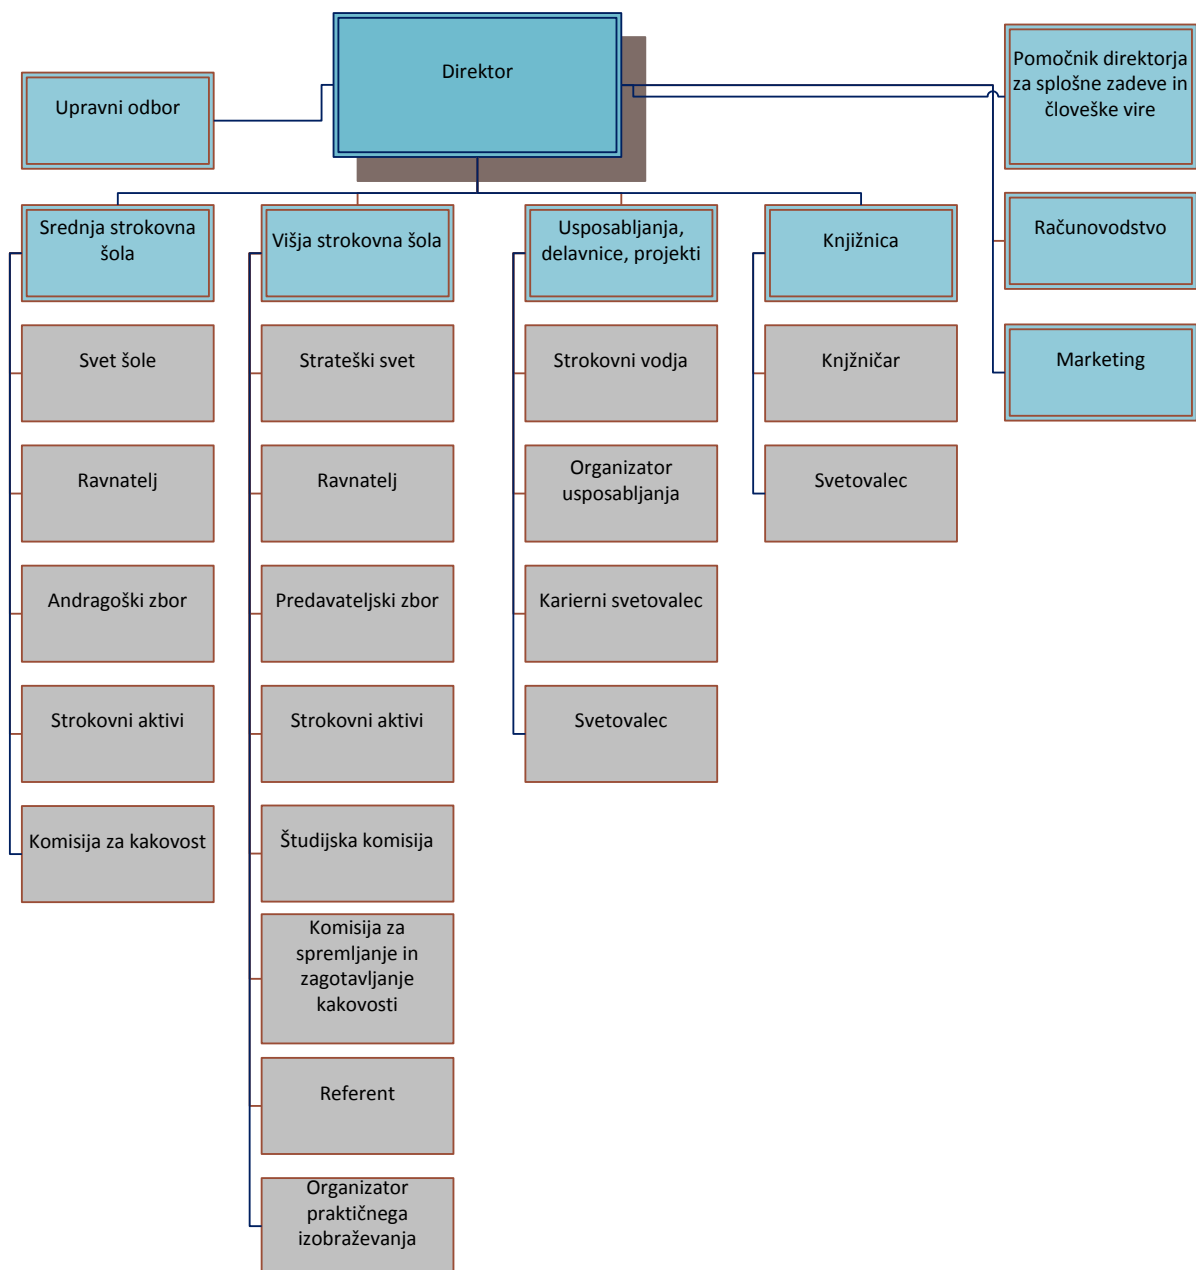 Direktor
Upravni odbor
Pomočnik direktorja
za splošne zadeve in
človeške vire
Srednja strokovna
šola
Višja strokovna šola
Usposabljanja,
delavnice, projekti
Knjižnica
Računovodstvo
Marketing
Svet šole
Ravnatelj
Andragoški zbor
Strokovni aktivi
Komisija za kakovost
Strateški svet
Ravnatelj
Predavateljski zbor
Strokovni aktivi
Študijska komisija
Komisija za
spremljanje in
zagotavljanje
kakovosti
Referent
Organizator
praktičnega
izobraževanja
Strokovni vodja
Organizator
usposabljanja
Karierni svetovalec
Svetovalec
Knjžničar
Svetovalec